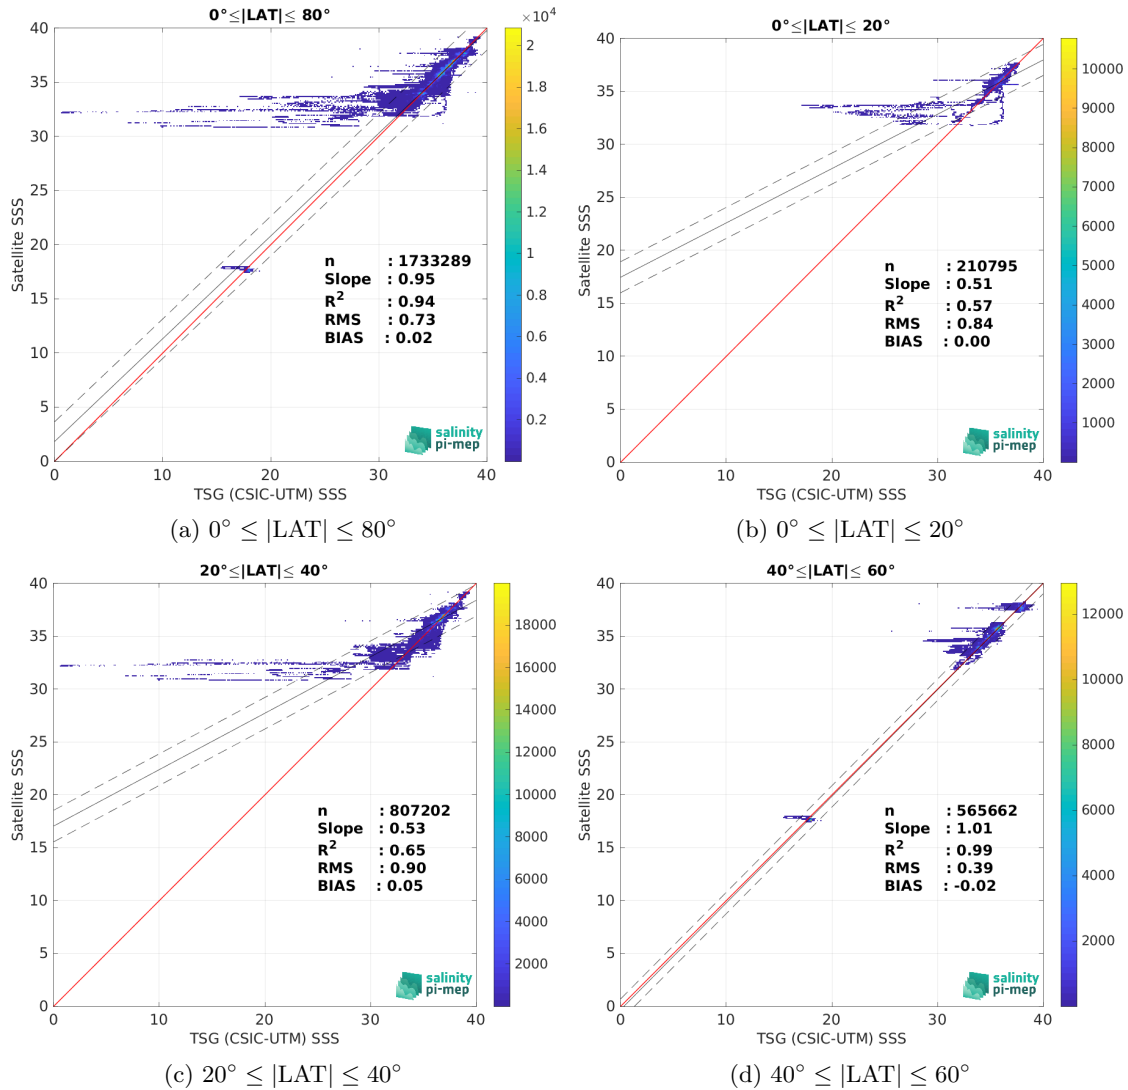 0°≤|LAT|≤ 80°
×10⁴
40
35
30
25
20
15
10
5
0
Satellite SSS
0
10
20
30
40
TSG (CSIC-UTM) SSS
n : 1733289
Slope : 0.95
R² : 0.94
RMS : 0.73
BIAS : 0.02
salinity
pi-mep
2
1.8
1.6
1.4
1.2
1
0.8
0.6
0.4
0.2
(a) 0° ≤ |LAT| ≤ 80°
0°≤|LAT|≤ 20°
40
35
30
25
20
15
10
5
0
Satellite SSS
0
10
20
30
40
TSG (CSIC-UTM) SSS
n : 210795
Slope : 0.51
R² : 0.57
RMS : 0.84
BIAS : 0.00
salinity
pi-mep
10000
9000
8000
7000
6000
5000
4000
3000
2000
1000
(b) 0° ≤ |LAT| ≤ 20°
20°≤|LAT|≤ 40°
40
35
30
25
20
15
10
5
0
Satellite SSS
0
10
20
30
40
TSG (CSIC-UTM) SSS
n : 807202
Slope : 0.53
R² : 0.65
RMS : 0.90
BIAS : 0.05
salinity
pi-mep
18000
16000
14000
12000
10000
8000
6000
4000
2000
(c) 20° ≤ |LAT| ≤ 40°
40°≤|LAT|≤ 60°
40
35
30
25
20
15
10
5
0
Satellite SSS
0
10
20
30
40
TSG (CSIC-UTM) SSS
n : 565662
Slope : 1.01
R² : 0.99
RMS : 0.39
BIAS : -0.02
salinity
pi-mep
12000
10000
8000
6000
4000
2000
(d) 40° ≤ |LAT| ≤ 60°